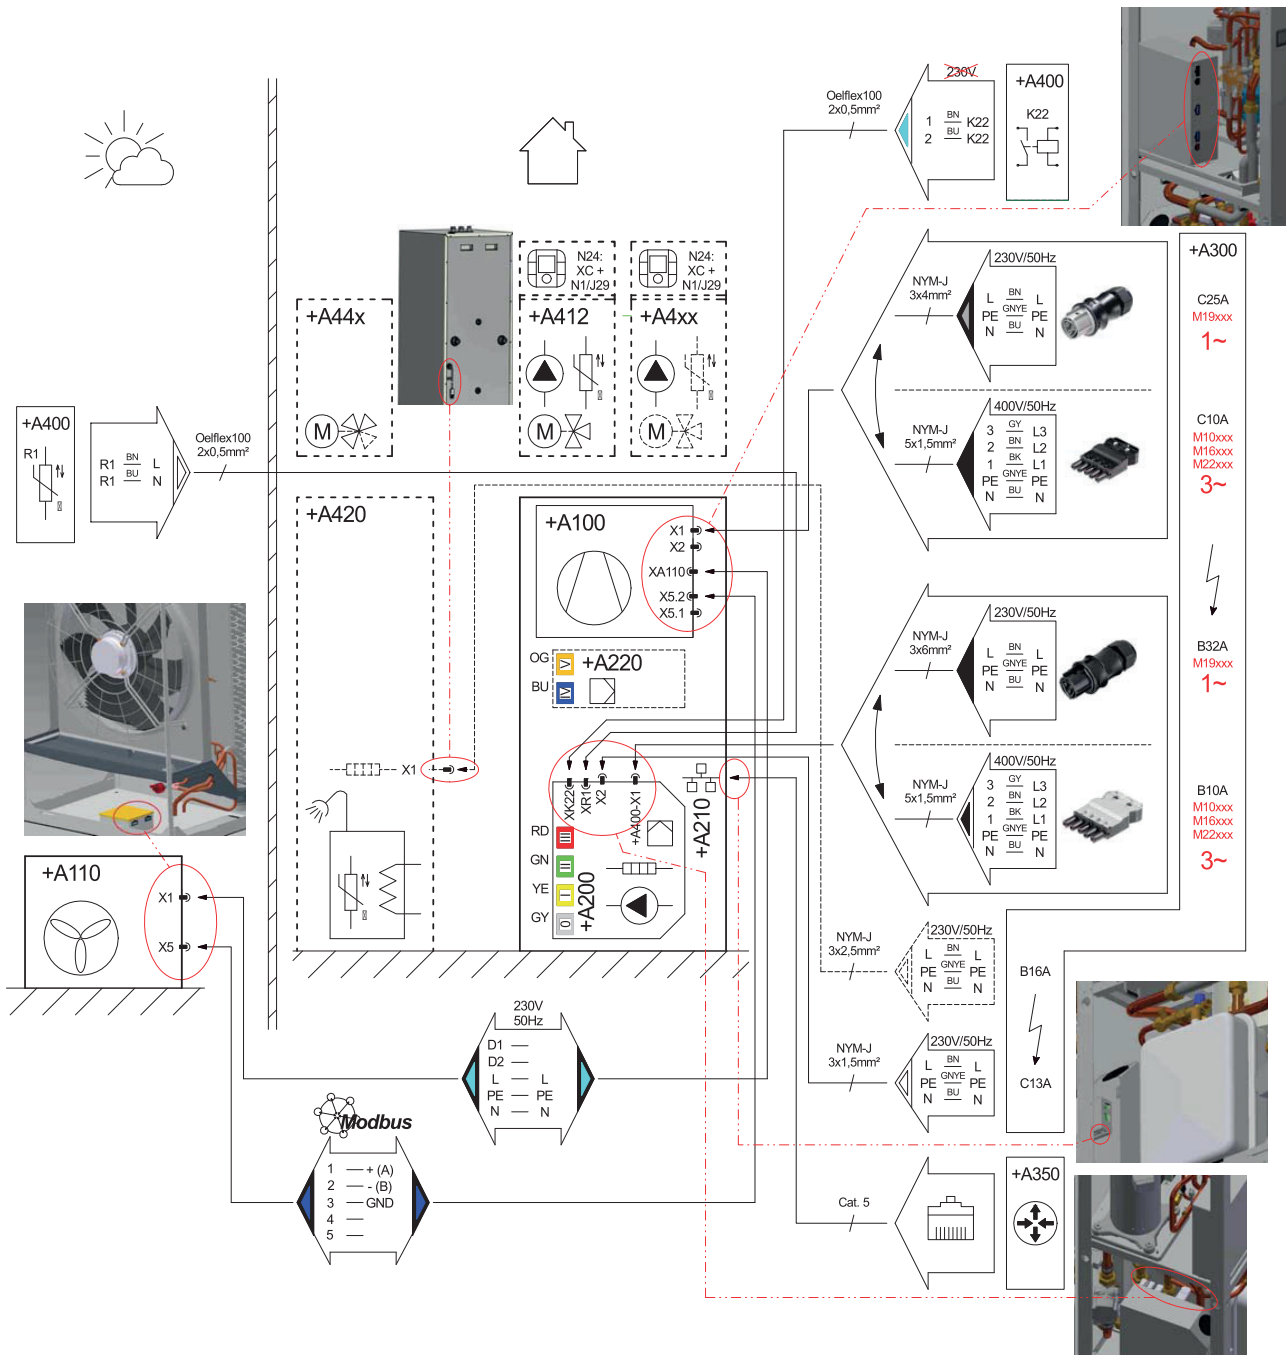 230V
Oelflex100
2x0,5mm²
1 BN K22
2 BU K22
+A400
K22
N24:
XC +
N1/J29
N24:
XC +
N1/J29
+A44x
M
+A412
M
+A4xx
M
NYM-J
3x4mm²
230V/50Hz
L BN L
PE GNYE PE
N BU N
+A300
C25A
M19xxx
1~
NYM-J
5x1,5mm²
400V/50Hz
3 GY L3
2 BN L2
1 BK L1
PE GNYE PE
N BU N
C10A
M10xxx
M16xxx
M22xxx
3~
+A400
R1
R1 BN L
R1 BU N
Oelflex100
2x0,5mm²
+A420
X1
+A100
X1
X2
XA110
X5.2
X5.1
OG V
BU IV
+A220
XK22
XR1
X2
+A400-X1
+A210
RD III
GN II
YE I
GY 0
+A200
NYM-J
3x6mm²
230V/50Hz
L BN L
PE GNYE PE
N BU N
B32A
M19xxx
1~
NYM-J
5x1,5mm²
400V/50Hz
3 GY L3
2 BN L2
1 BK L1
PE GNYE PE
N BU N
B10A
M10xxx
M16xxx
M22xxx
3~
+A110
X1
X5
NYM-J
3x2,5mm²
230V/50Hz
L BN L
PE GNYE PE
N BU N
B16A
NYM-J
3x1,5mm²
230V/50Hz
L BN L
PE GNYE PE
N BU N
C13A
230V
50Hz
D1
D2
L L
PE PE
N N
Modbus
1 + (A)
2 - (B)
3 GND
4
5
Cat. 5
+A350